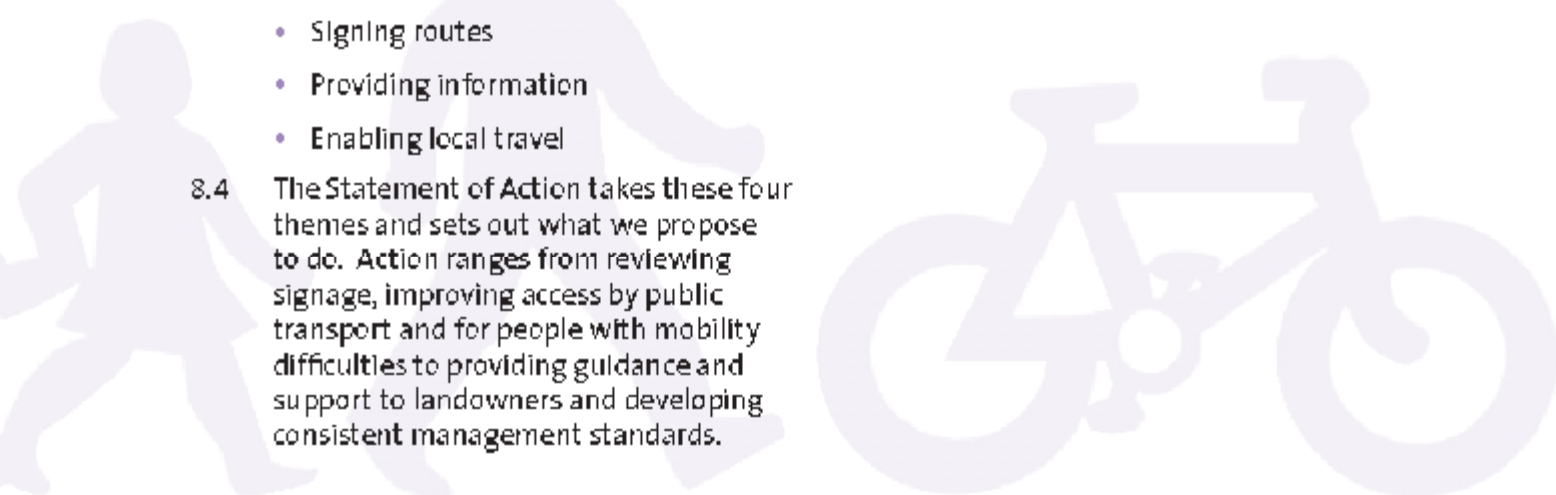 • Signing routes
• Providing information
• Enabling local travel
8.4 The Statement of Action takes these four
themes and sets out what we propose
to do. Action ranges from reviewing
signage, improving access by public
transport and for people with mobility
difficulties to providing guidance and
support to landowners and developing
consistent management standards.